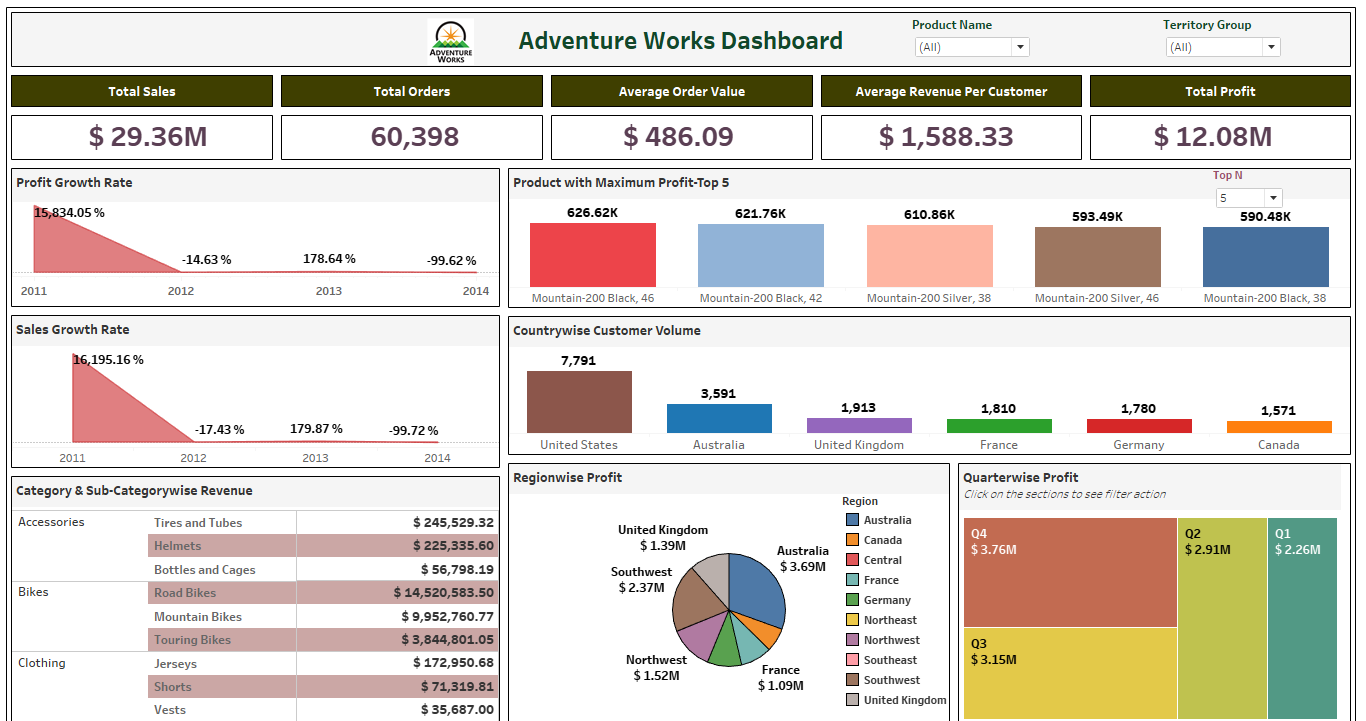 ADVENTURE
WORKS
Adventure Works Dashboard
Product Name
(All)
Territory Group
(All)
Total Sales
$ 29.36M
Total Orders
60,398
Average Order Value
$ 486.09
Average Revenue Per Customer
$ 1,588.33
Total Profit
$ 12.08M
Profit Growth Rate
15,834.05 %
-14.63 %
178.64 %
-99.62 %
2011 2012 2013 2014
Product with Maximum Profit-Top 5
Top N
5
626.62K 621.76K 610.86K 593.49K 590.48K
Mountain-200 Black, 46 Mountain-200 Black, 42 Mountain-200 Silver, 38 Mountain-200 Silver, 46 Mountain-200 Black, 38
Sales Growth Rate
16,195.16 %
-17.43 %
179.87 %
-99.72 %
2011 2012 2013 2014
Countrywise Customer Volume
7,791 3,591 1,913 1,810 1,780 1,571
United States Australia United Kingdom France Germany Canada
Category & Sub-Categorywise Revenue
Accessories Tires and Tubes $ 245,529.32
Helmets $ 225,335.60
Bottles and Cages $ 56,798.19
Bikes Road Bikes $ 14,520,583.50
Mountain Bikes $ 9,952,760.77
Touring Bikes $ 3,844,801.05
Clothing Jerseys $ 172,950.68
Shorts $ 71,319.81
Vests $ 35,687.00
Regionwise Profit
United Kingdom
$ 1.39M
Australia
$ 3.69M
Southwest
$ 2.37M
Northwest
$ 1.52M
France
$ 1.09M
Region
Australia
Canada
Central
France
Germany
Northeast
Northwest
Southeast
Southwest
United Kingdom
Quarterwise Profit
Click on the sections to see filter action
Q4
$ 3.76M
Q2
$ 2.91M
Q1
$ 2.26M
Q3
$ 3.15M